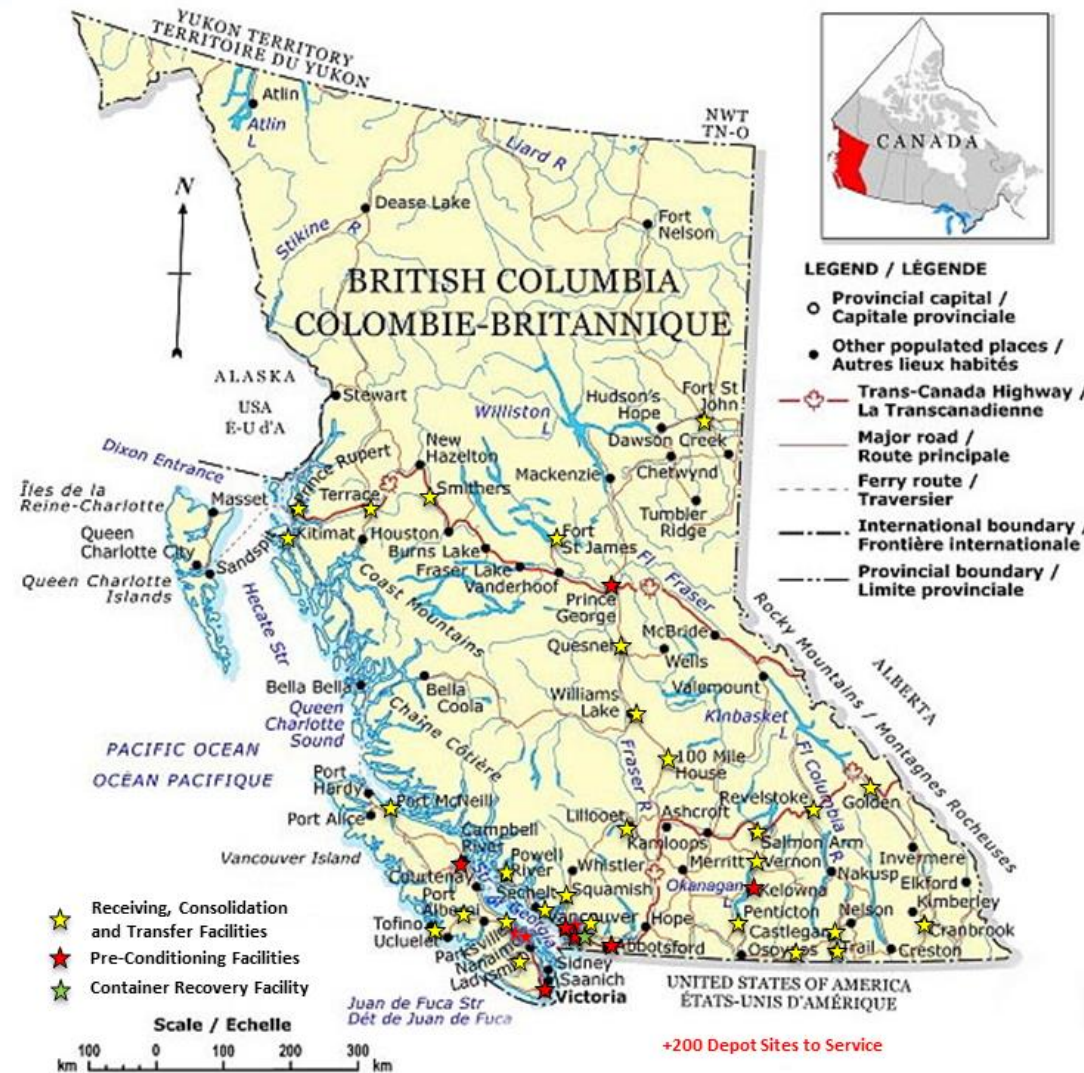 YUKON TERRITORY
TERRITOIRE DU YUKON
NWT
TN-O
CANADA
Atlin
Atlin
L
Liard R
N
Dease Lake
Stikine R
Fort
Nelson
BRITISH COLUMBIA
COLOMBIE-BRITANNIQUE
LEGEND / LÉGENDE
Provincial capital /
Capitale provinciale
Other populated places /
Autres lieux habités
Trans-Canada Highway /
La Transcanadienne
Major road /
Route principale
Ferry route /
Traversier
International boundary /
Frontière internationale
Provincial boundary /
Limite provinciale
ALASKA
USA
É-U d'A
Stewart
Williston
L
Hudson's
Hope
Fort St
John
Dawson Creek
Chetwynd
Mackenzie
Tumbler
Ridge
Dixon Entrance
Prince Rupert
New
Hazelton
Terrace
Smithers
Îles de la
Reine-Charlotte
Masset
Queen
Charlotte City
Sandspit
Queen Charlotte
Islands
Kitimat
Houston
Burns Lake
Fraser Lake
Vanderhoof
Fort
St James
Prince
George
Fl Fraser
Hecate Str
Coast Mountains
Chaîne Côtière
McBride
Quesnel
Wells
Valemount
Rocky Mountains / Montagnes Rocheuses
ALBERTA
Bella Bella
Bella
Coola
Queen
Charlotte
Sound
Williams
Lake
Kinbasket
L
Fl Columbia R
Fraser R
100 Mile
House
PACIFIC OCEAN
OCÉAN PACIFIQUE
Port
Hardy
Port McNeill
Port Alice
Vancouver Island
Campbell
River
Courtenay
Powell
River
Port
Alberni
Tofino
Ucluelet
Parksville
Nanaimo
Ladysmith
Str of Georgia
Sechelt
Squamish
Whistler
Vancouver
Lillooet
Ashcroft
Kamloops
Revelstoke
Golden
Salmon Arm
Merritt
Vernon
Okanagan
L
Kelowna
Nakusp
Invermere
Elkford
Kimberley
Penticton
Nelson
Cranbrook
Castlegar
Hope
Abbotsford
Osoyoos
Trail
Creston
Sidney
Saanich
Victoria
Juan de Fuca Str
Dét de Juan de Fuca
UNITED STATES OF AMERICA
ÉTATS-UNIS D'AMÉRIQUE
Receiving, Consolidation
and Transfer Facilities
Pre-Conditioning Facilities
Container Recovery Facility
Scale / Echelle
100 0 100 200 300
km km
+200 Depot Sites to Service